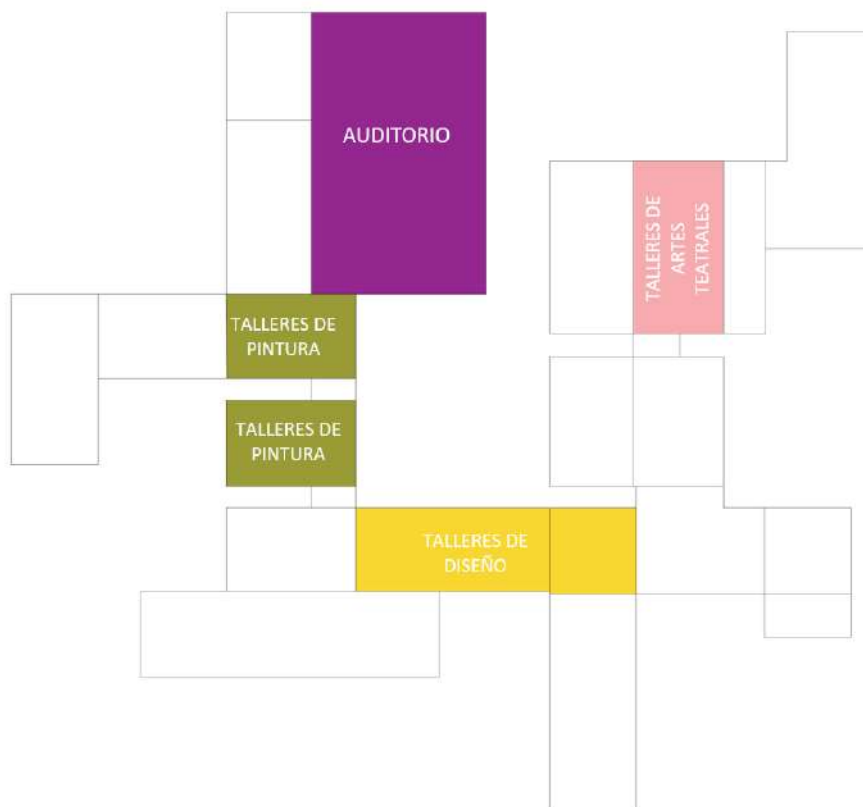 AUDITORIO
TALLERES DE
ARTES
TEATRALES
TALLERES DE
PINTURA
TALLERES DE
PINTURA
TALLERES DE
DISEÑO